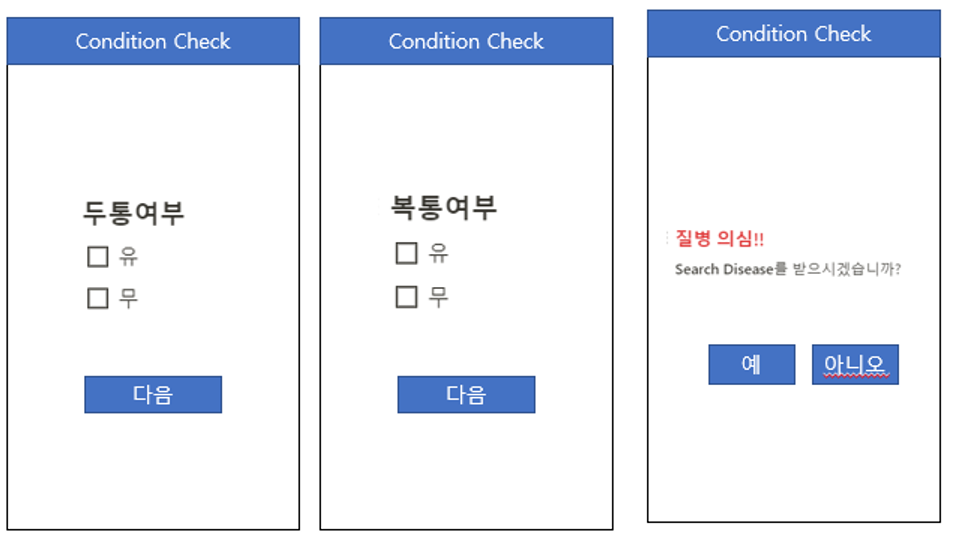 Condition Check
두통여부
유
무
다음
Condition Check
복통여부
유
무
다음
Condition Check
질병 의심!!
Search Disease를 받으시겠습니까?
예
아니오